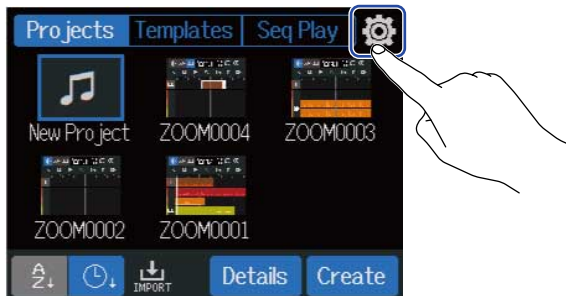 Projects Templates Seq Play
New Project ZOOM0004 ZOOM0003
ZOOM0002 ZOOM0001
A Z IMPORT Details Create